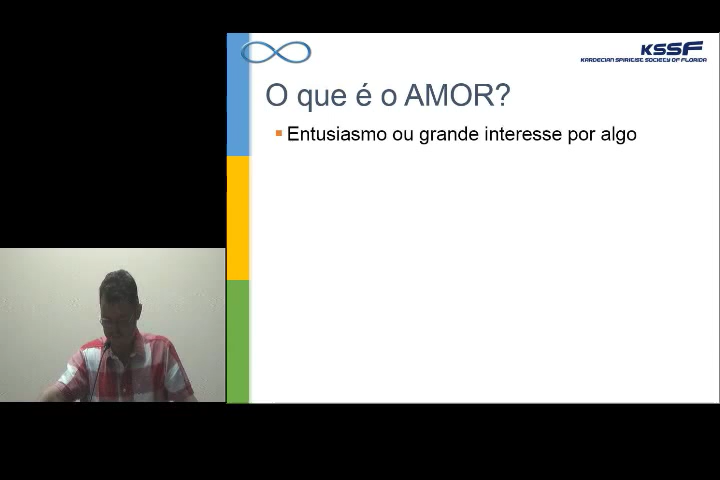 KSSF
KARDECIAN SPIRITIST SOCIETY OF FLORIDA
O que é o AMOR?
Entusiasmo ou grande interesse por algo